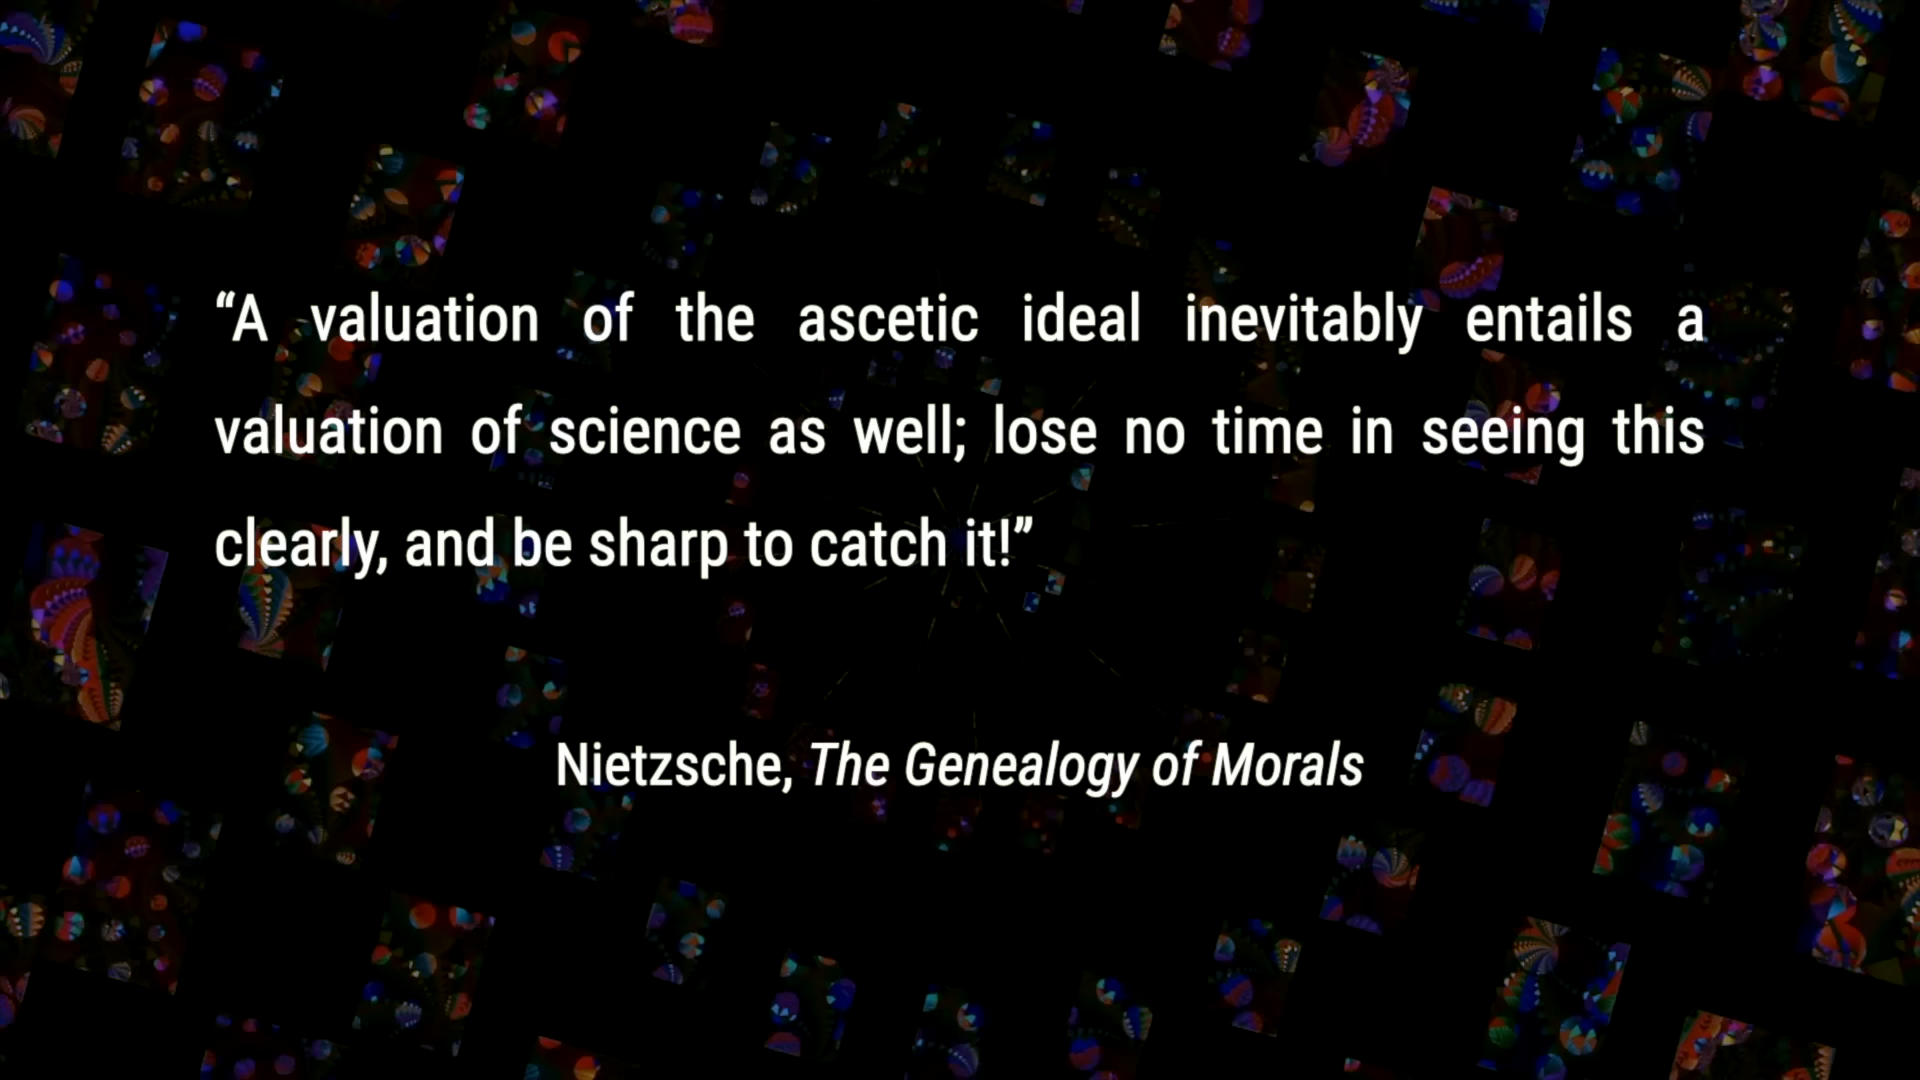 “A valuation of the ascetic ideal inevitably entails a
valuation of science as well; lose no time in seeing this
clearly, and be sharp to catch it!”
Nietzsche, The Genealogy of Morals